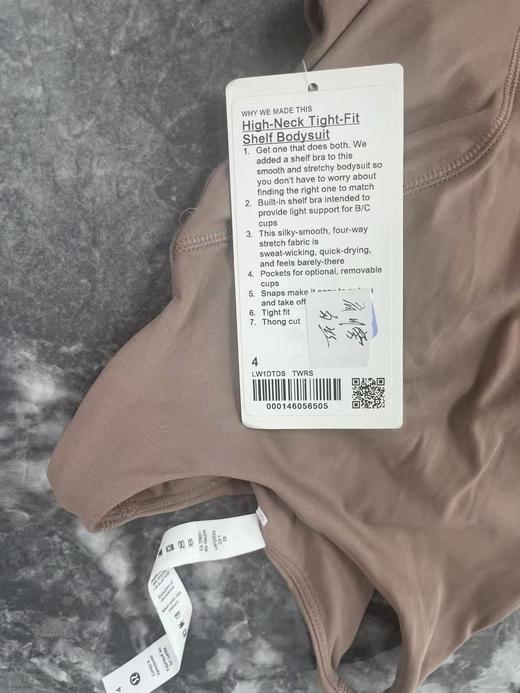 WHY WE MADE THIS
High-Neck Tight-Fit
Shelf Bodysuit
1. Get one that does both. We
added a shelf bra to this
smooth and stretchy bodysuit so
you don't have to worry about
finding the right one to match
2. Built-in shelf bra intended to
provide light support for B/C
cups
3. This silky-smooth, four-way
stretch fabric is
sweat-wicking, quick-drying,
and feels barely-there
4. Pockets for optional, removable
cups
5. Snaps make it easy to
and take off
6. Tight fit
7. Thong cut
4
LW1DTDS TWRS
000146056505
4